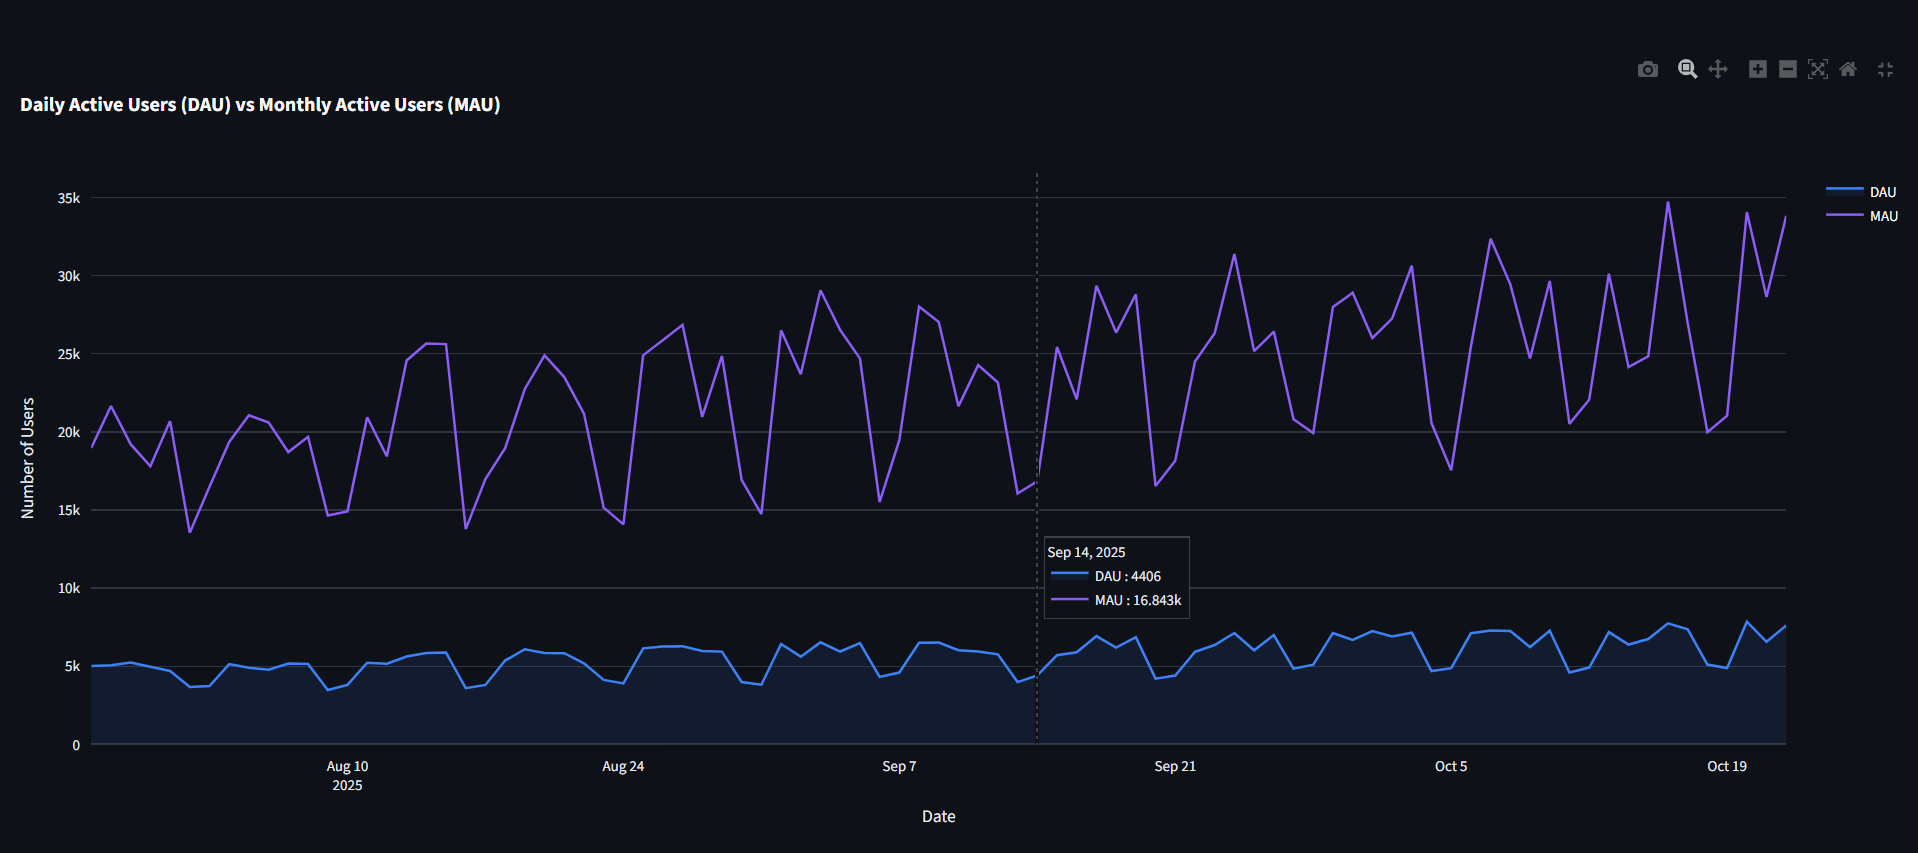 Daily Active Users (DAU) vs Monthly Active Users (MAU)
35k
30k
25k
20k
15k
10k
5k
0
Number of Users
DAU
MAU
Sep 14, 2025
DAU : 4406
MAU : 16.843k
Aug 10
2025
Aug 24
Sep 7
Sep 21
Oct 5
Oct 19
Date